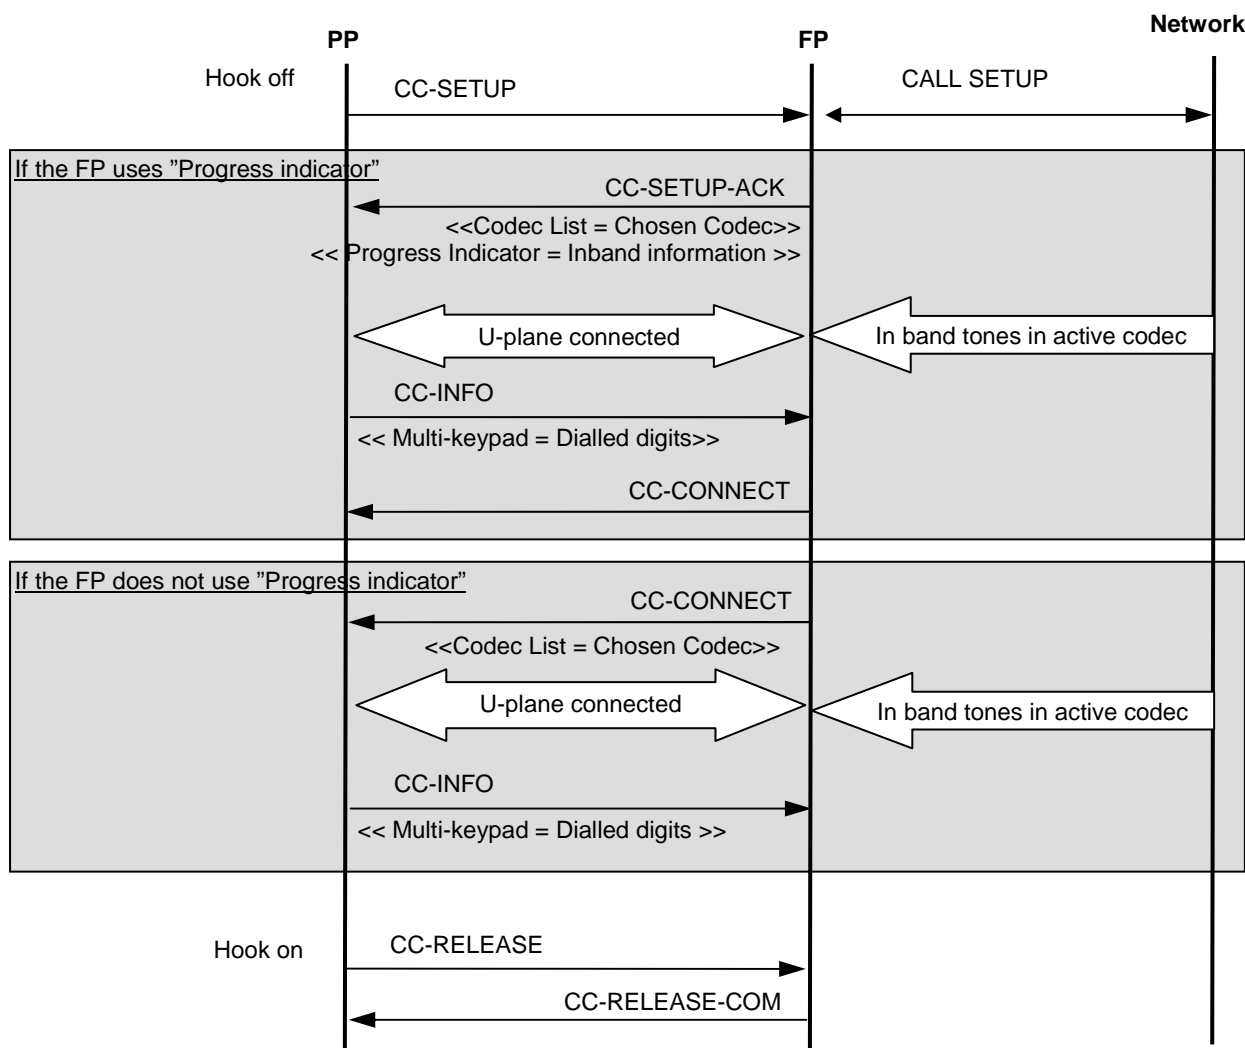 PP
FP
Network
Hook off
CC-SETUP
CALL SETUP
If the FP uses ”Progress indicator”
CC-SETUP-ACK
<<Codec List = Chosen Codec>>
<< Progress Indicator = Inband information >>
U-plane connected
In band tones in active codec
CC-INFO
<< Multi-keypad = Dialled digits>>
CC-CONNECT
If the FP does not use ”Progress indicator”
CC-CONNECT
<<Codec List = Chosen Codec>>
U-plane connected
In band tones in active codec
CC-INFO
<< Multi-keypad = Dialled digits >>
Hook on
CC-RELEASE
CC-RELEASE-COM